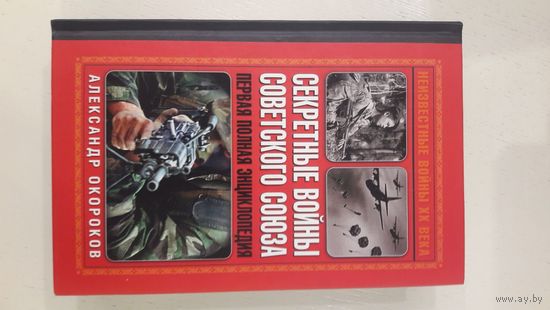 НЕИЗВЕСТНЫЕ ВОЙНЫ XX ВЕКА
СЕКРЕТНЫЕ ВОЙНЫ
СОВЕТСКОГО СОЮЗА
ПЕРВАЯ ПОЛНАЯ ЭНЦИКЛОПЕДИЯ
АЛЕКСАНДР ОКОРОКОВ
www.ay.by